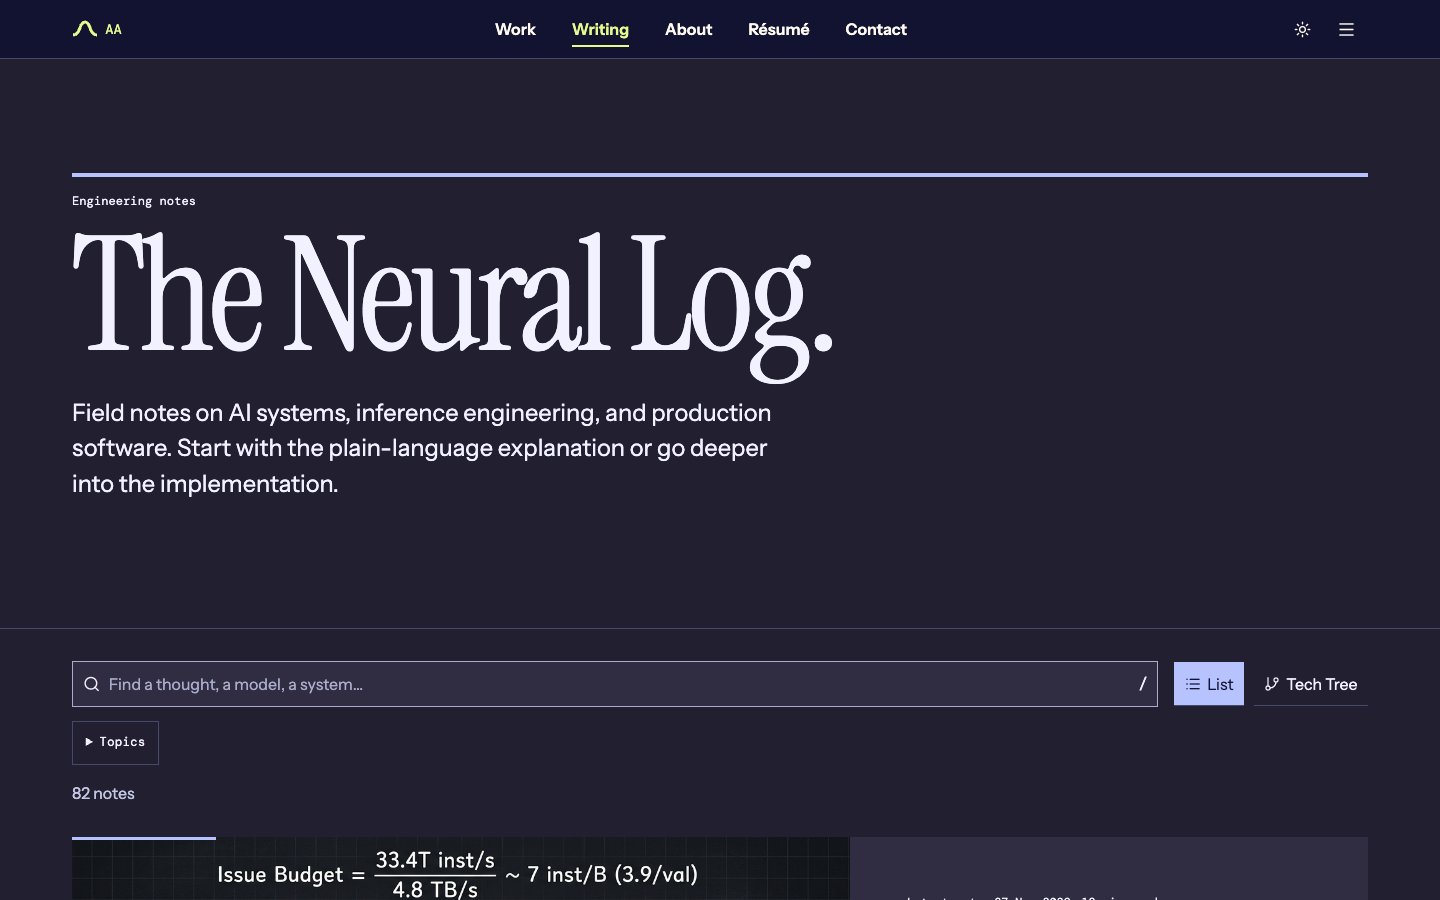 AA
Work
Writing
About
Résumé
Contact
Engineering notes
The Neural Log.
Field notes on AI systems, inference engineering, and production
software. Start with the plain-language explanation or go deeper
into the implementation.
Find a thought, a model, a system...
/
List
Tech Tree
Topics
82 notes
Issue Budget = 33.4T inst/s / 4.8 TB/s ~ 7 inst/B (3.9/val)